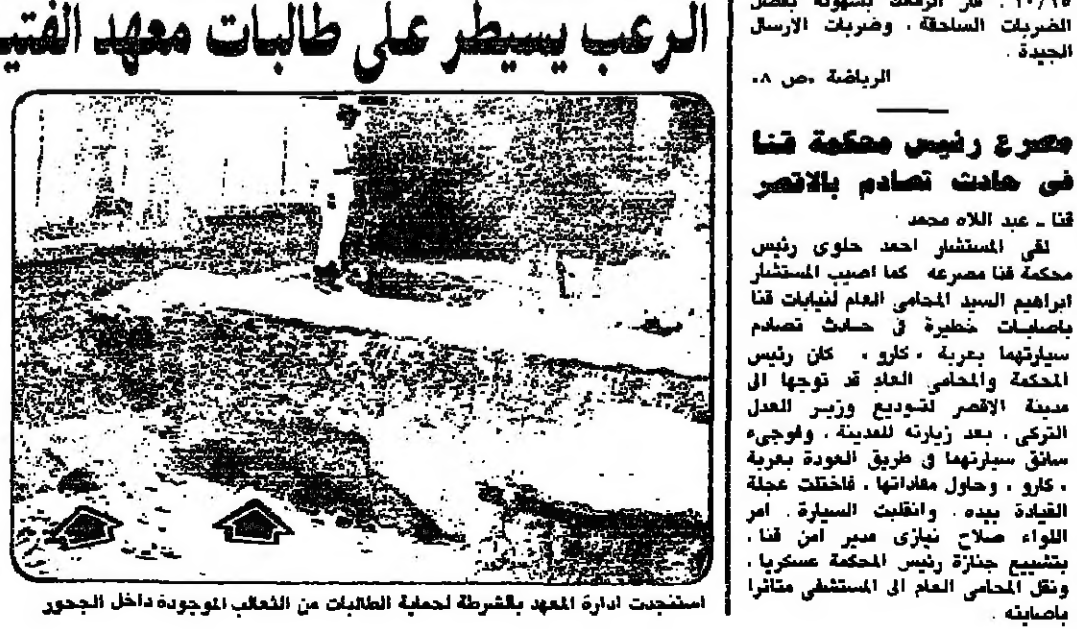 الرعب يسيطر على طالبات معهد الفتيـ
استنجدت ادارة المعهد بالشرطة لحماية الطالبات من الثعالب الموجودة داخل الجحور
١٠/١٥ . فاز الزمالك بسهولة بفضل
الضربات الساحقة ، وضربات الارسال
الجيدة .
الرياضة «ص ٨»
مصرع رئيس محكمة قنا
فى حادث تصادم بالاقصر
قنا ـ عبد اللاه محمد
لقى المستشار احمد حلوى رئيس
محكمة قنا مصرعه كما اصيب المستشار
ابراهيم السيد المحامى العام لنيابات قنا
باصابات خطيرة فى حادث تصادم
سيارتهما بعربة ، كارو ، كان رئيس
المحكمة والمحامى العام قد توجها الى
مدينة الاقصر لتوديع وزير العدل
التركى ، بعد زيارته للمدينة . وفوجىء
سائق سيارتهما فى طريق العودة بعربة
، كارو ، وحاول مفاداتها ، فاختلت عجلة
القيادة بيده . وانقلبت السيارة . امر
اللواء صلاح نيازى مدير امن قنا .
بتشييع جنازة رئيس المحكمة عسكريا ،
ونقل المحامى العام الى المستشفى متاثرا
باصابته .